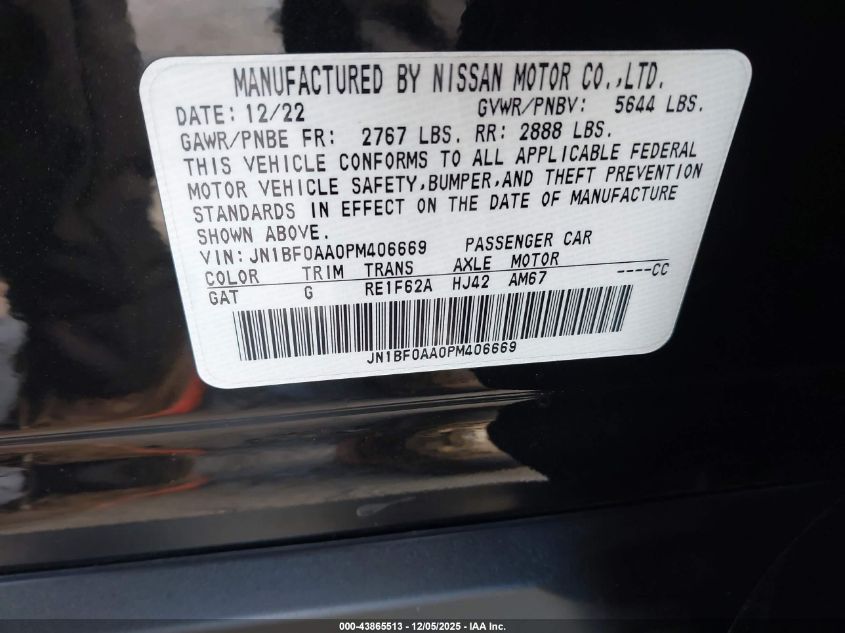 MANUFACTURED BY NISSAN MOTOR CO.,LTD.
DATE: 12/22 GVWR/PNBV: 5644 LBS.
GAWR/PNBE FR: 2767 LBS. RR: 2888 LBS.
THIS VEHICLE CONFORMS TO ALL APPLICABLE FEDERAL
MOTOR VEHICLE SAFETY,BUMPER,AND THEFT PREVENTION
STANDARDS IN EFFECT ON THE DATE OF MANUFACTURE
SHOWN ABOVE.
VIN: JN1BF0AA0PM406669 PASSENGER CAR
COLOR TRIM TRANS AXLE MOTOR
GAT G RE1F62A HJ42 AM67 ----CC
JN1BF0AA0PM406669
000-43865513 - 12/05/2025 - IAA Inc.